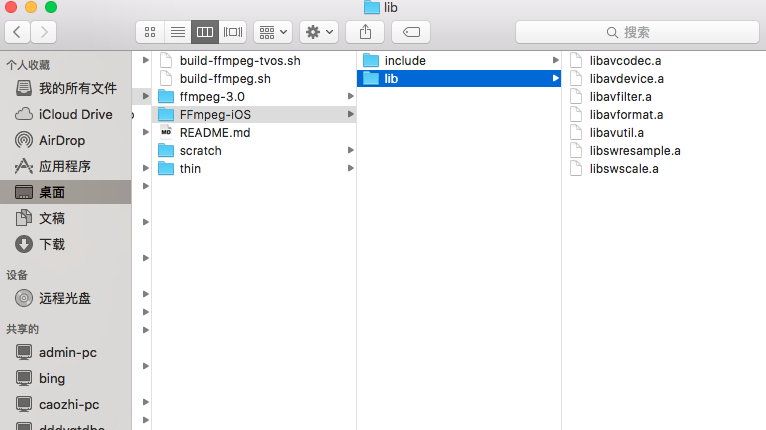 lib
搜索
个人收藏
我的所有文件
iCloud Drive
AirDrop
应用程序
桌面
文稿
下载
设备
远程光盘
共享的
admin-pc
bing
caozhi-pc
build-ffmpeg-tvos.sh
build-ffmpeg.sh
ffmpeg-3.0
FFmpeg-iOS
MD README.md
scratch
thin
include
lib
libavcodec.a
libavdevice.a
libavfilter.a
libavformat.a
libavutil.a
libswresample.a
libswscale.a